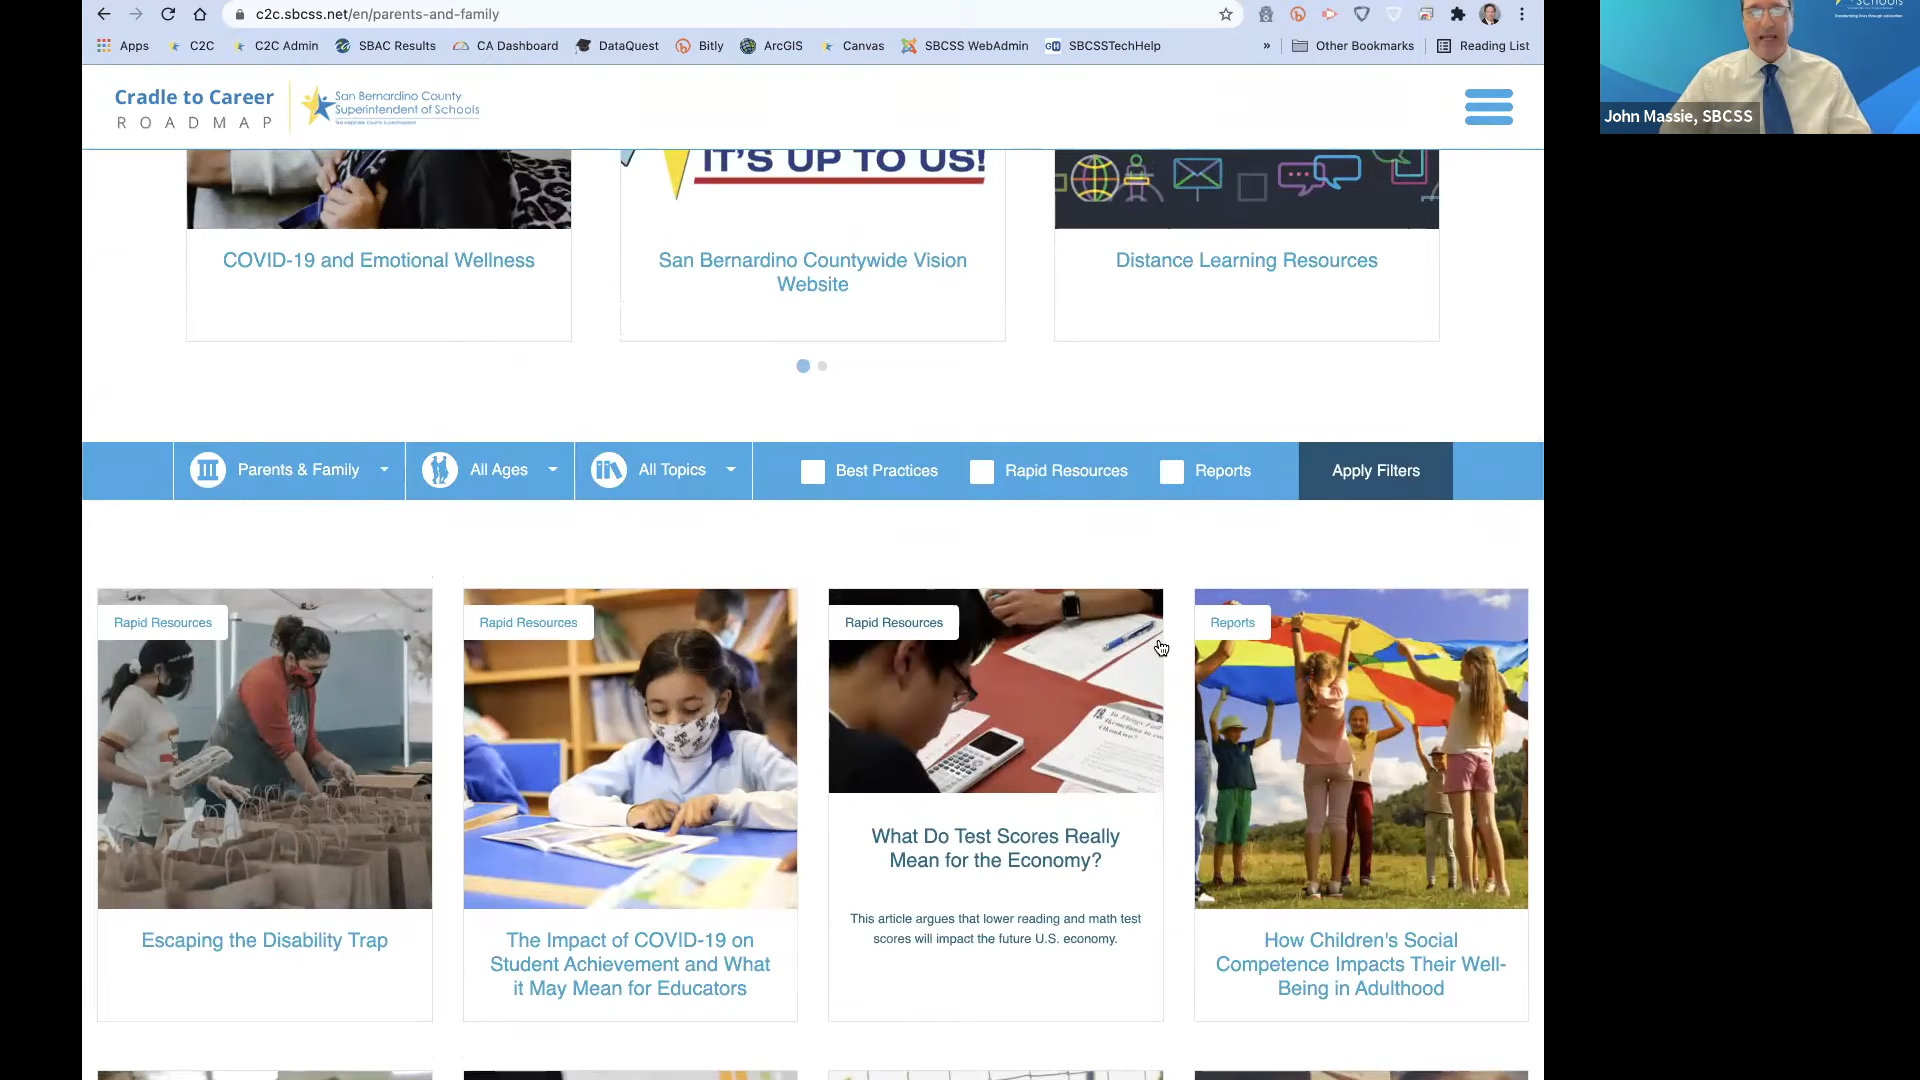 c2c.sbcss.net/en/parents-and-family
Apps C2C C2C Admin SBAC Results CA Dashboard DataQuest Bitly ArcGIS Canvas SBCSS WebAdmin SBCSSTechHelp » Other Bookmarks Reading List
Cradle to Career
ROADMAP
San Bernardino County
Superintendent of Schools
Transforming lives through education
John Massie, SBCSS
IT'S UP TO US!
COVID-19 and Emotional Wellness
San Bernardino Countywide Vision
Website
Distance Learning Resources
Parents & Family All Ages All Topics Best Practices Rapid Resources Reports Apply Filters
Rapid Resources
Escaping the Disability Trap
Rapid Resources
The Impact of COVID-19 on
Student Achievement and What
it May Mean for Educators
Rapid Resources
What Do Test Scores Really
Mean for the Economy?
This article argues that lower reading and math test
scores will impact the future U.S. economy.
Reports
How Children's Social
Competence Impacts Their Well-
Being in Adulthood